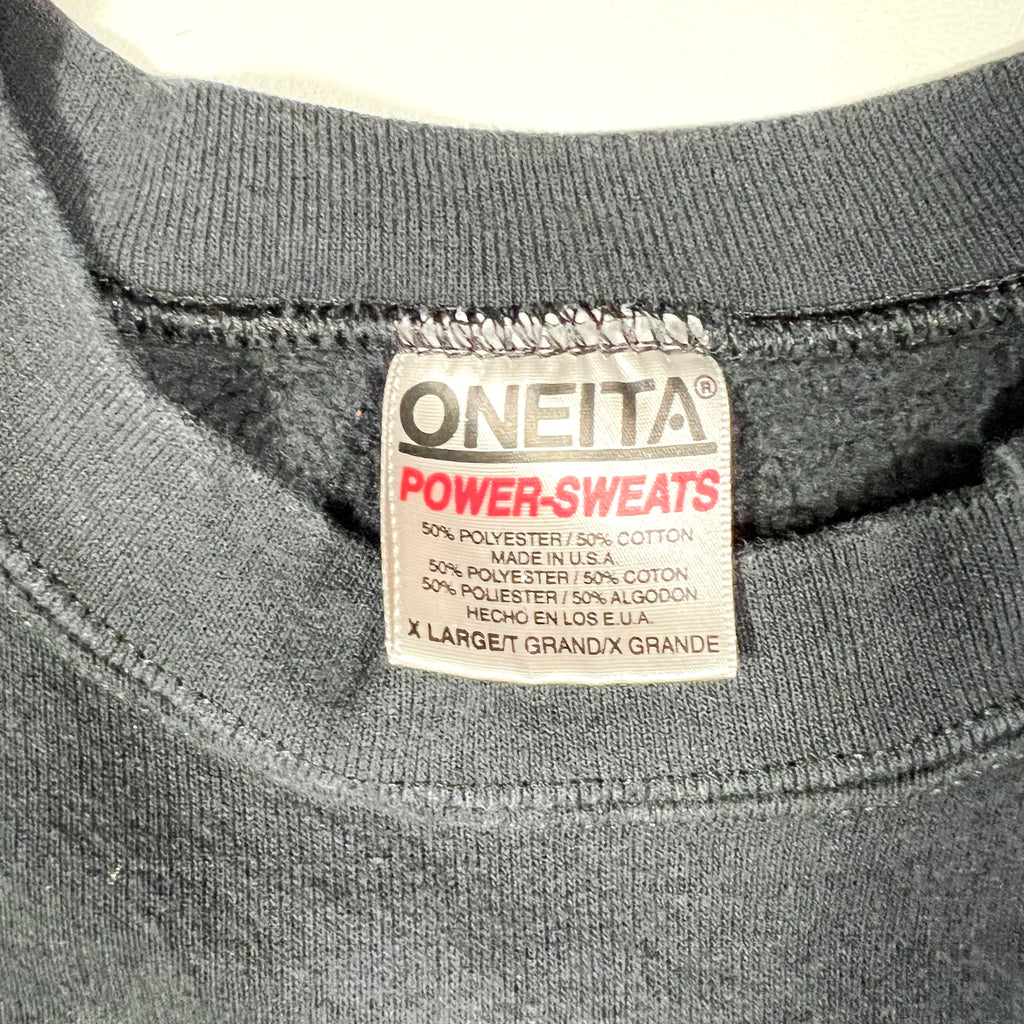 ONEITA®
POWER-SWEATS
50% POLYESTER / 50% COTTON
MADE IN U.S.A.
50% POLYESTER / 50% COTON
50% POLIESTER / 50% ALGODON
HECHO EN LOS E.U.A.
X LARGE/T GRAND/X GRANDE